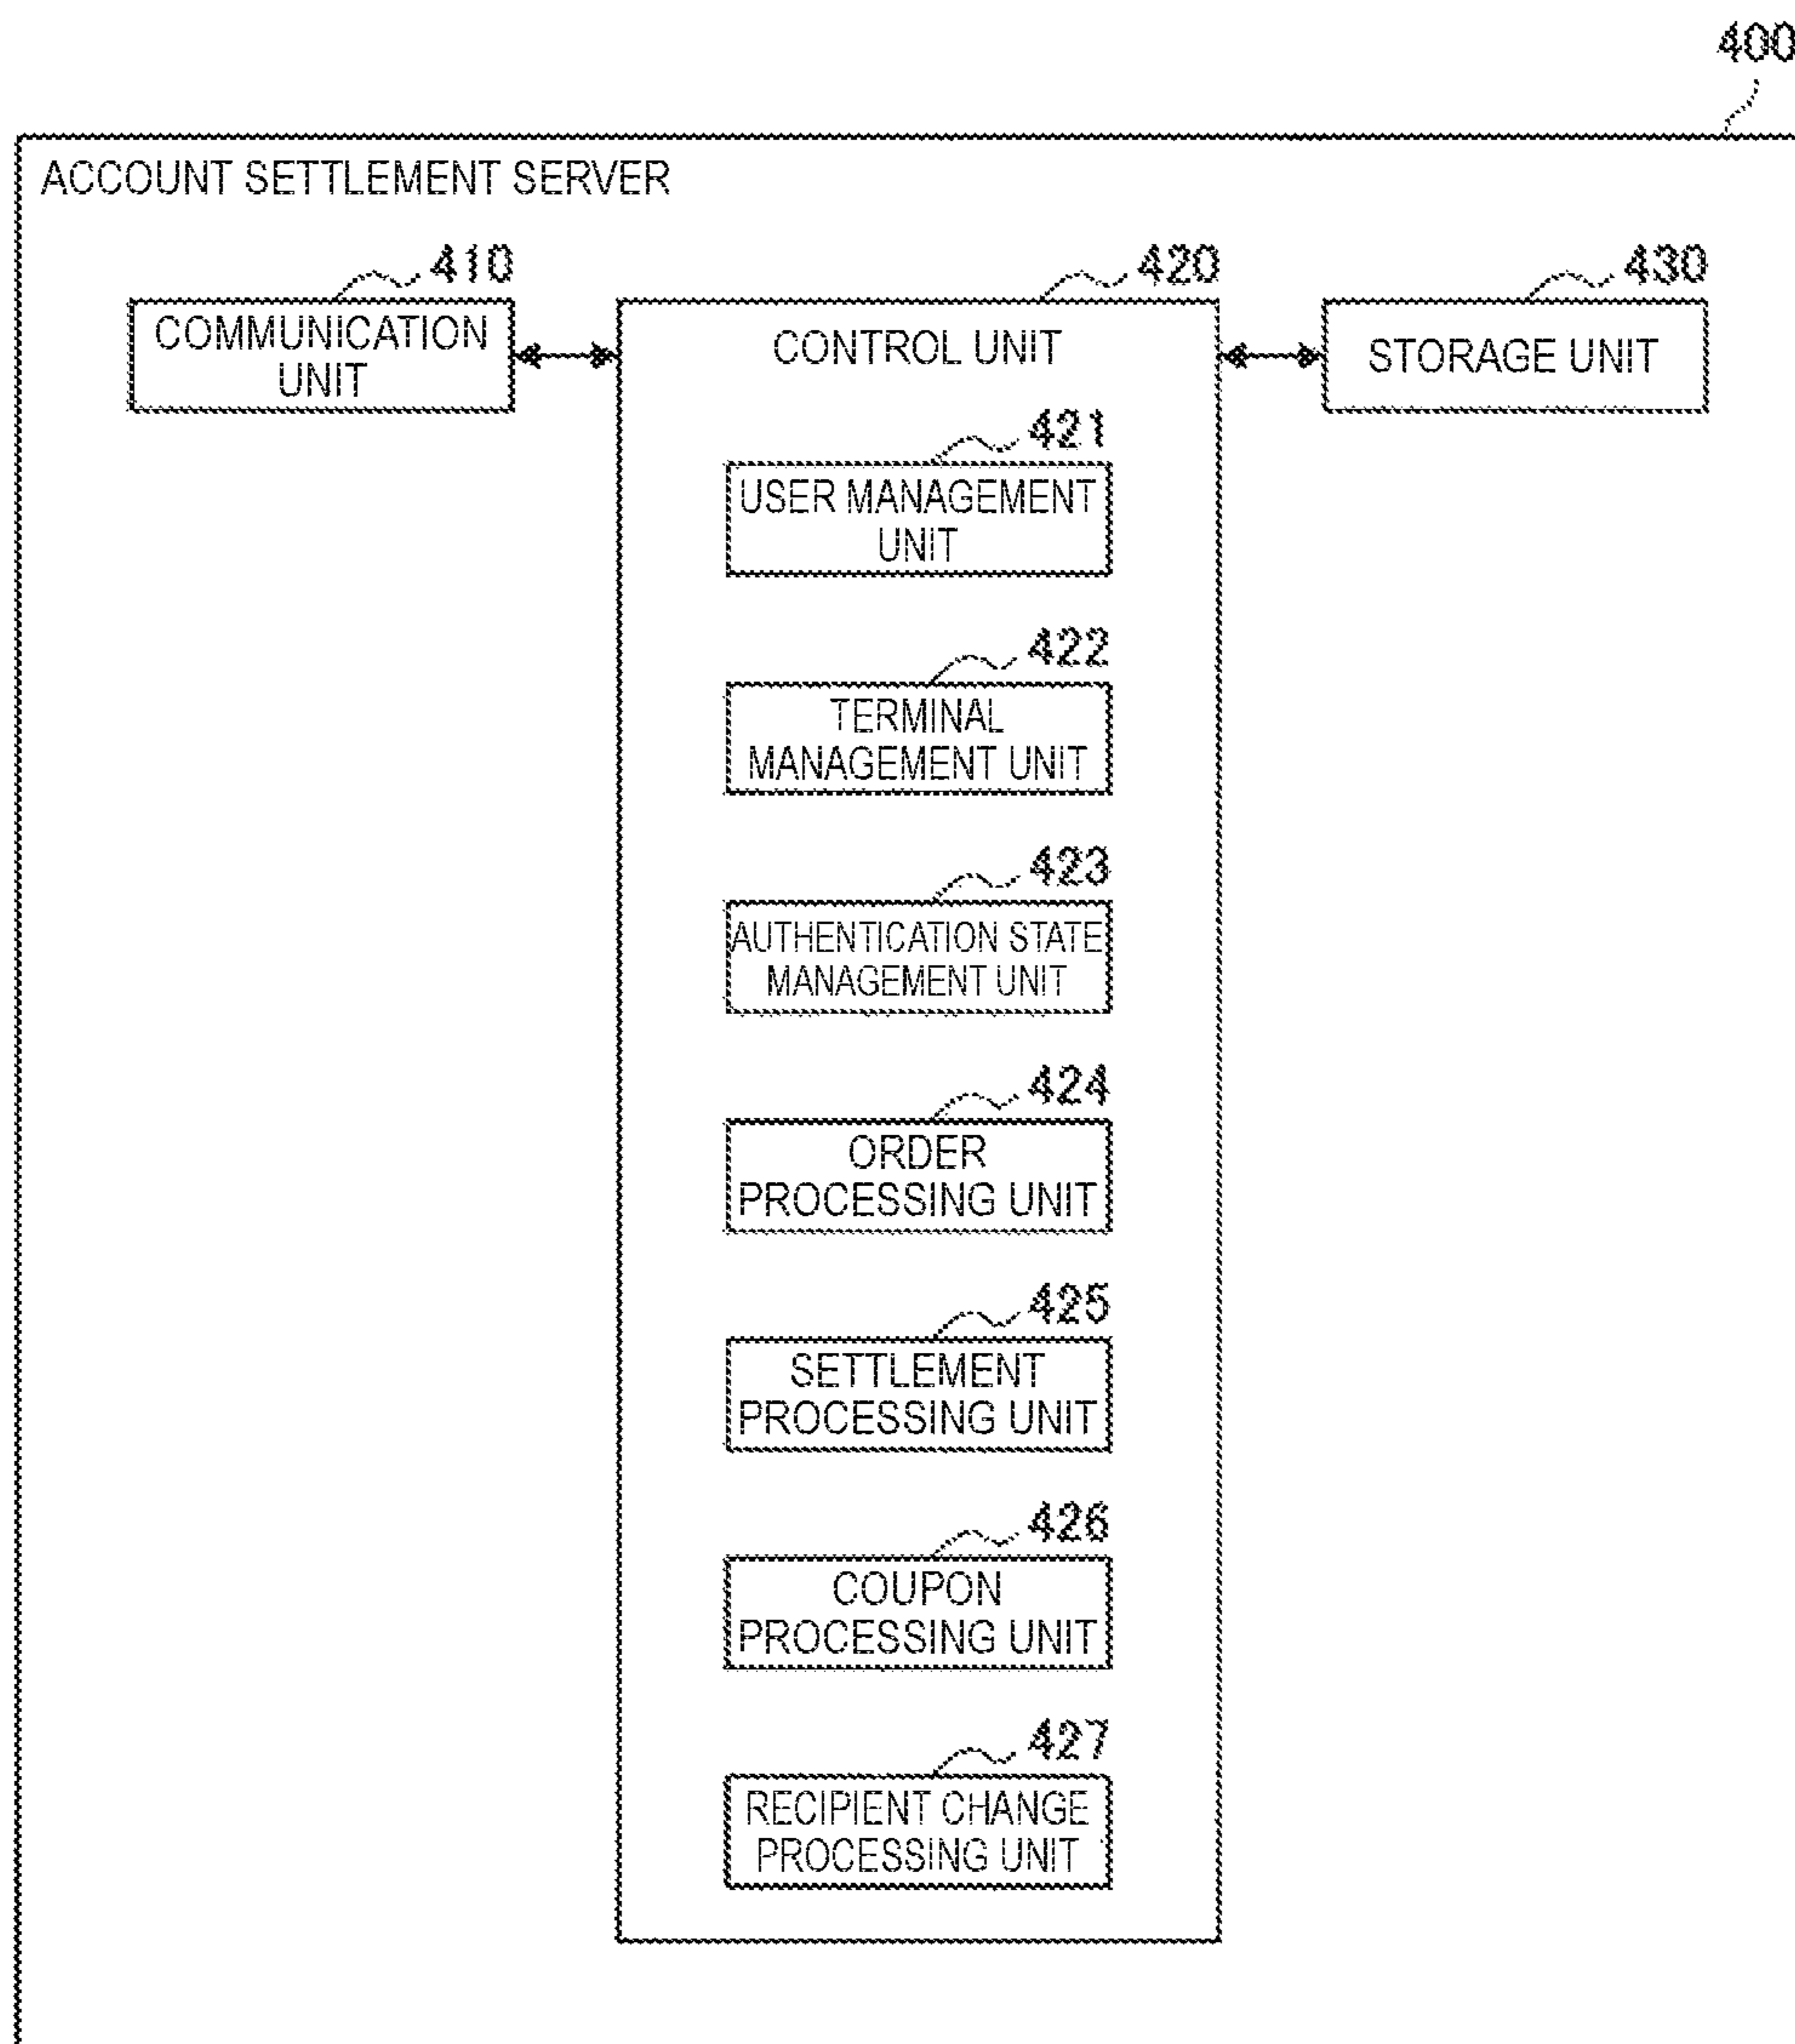 400
ACCOUNT SETTLEMENT SERVER
410
COMMUNICATION
UNIT
420
CONTROL UNIT
430
STORAGE UNIT
421
USER MANAGEMENT
UNIT
422
TERMINAL
MANAGEMENT UNIT
423
AUTHENTICATION STATE
MANAGEMENT UNIT
424
ORDER
PROCESSING UNIT
425
SETTLEMENT
PROCESSING UNIT
426
COUPON
PROCESSING UNIT
427
RECIPIENT CHANGE
PROCESSING UNIT